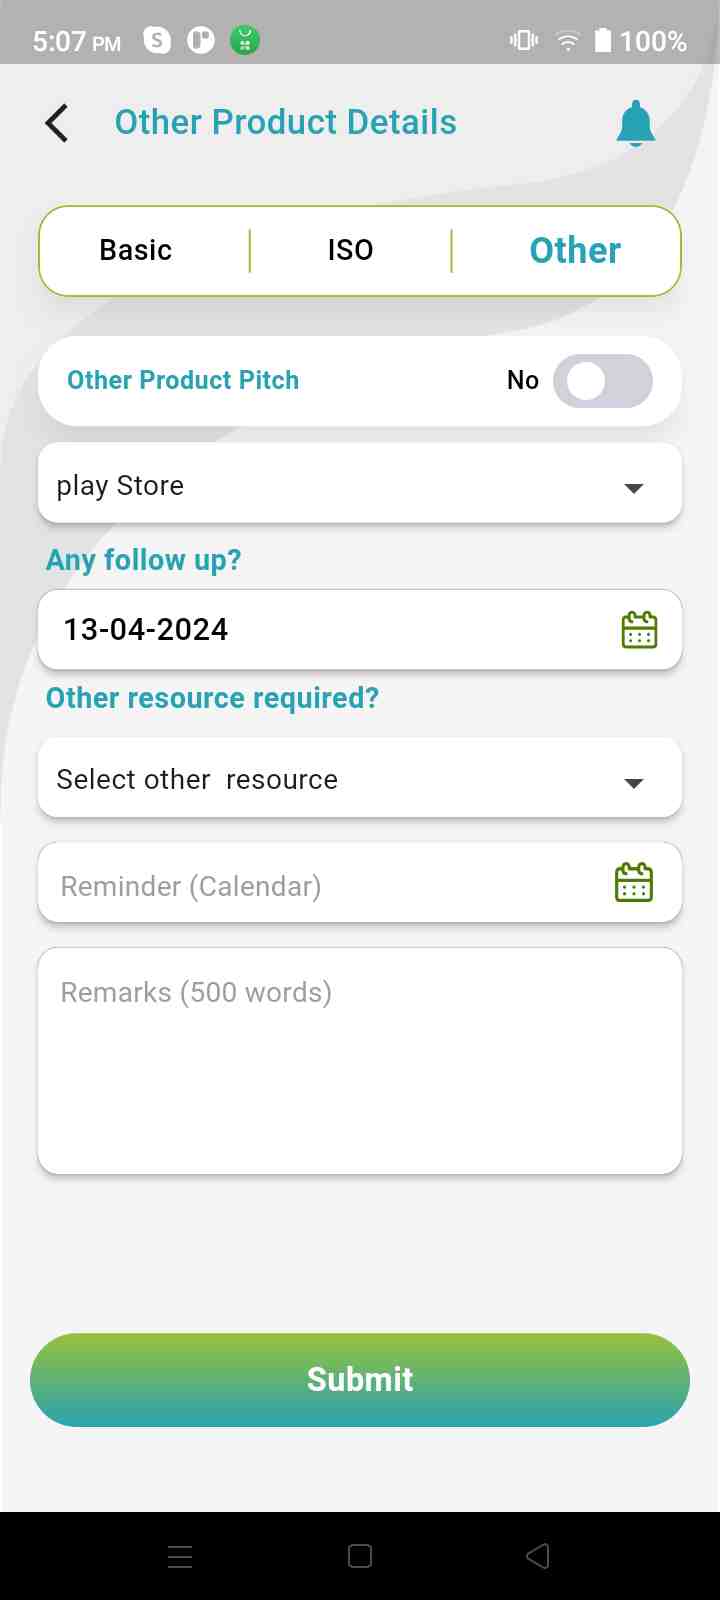 5:07 PM 100%
Other Product Details
Basic ISO Other
Other Product Pitch No
play Store
Any follow up?
13-04-2024
Other resource required?
Select other  resource
Reminder (Calendar)
Remarks (500 words)
Submit